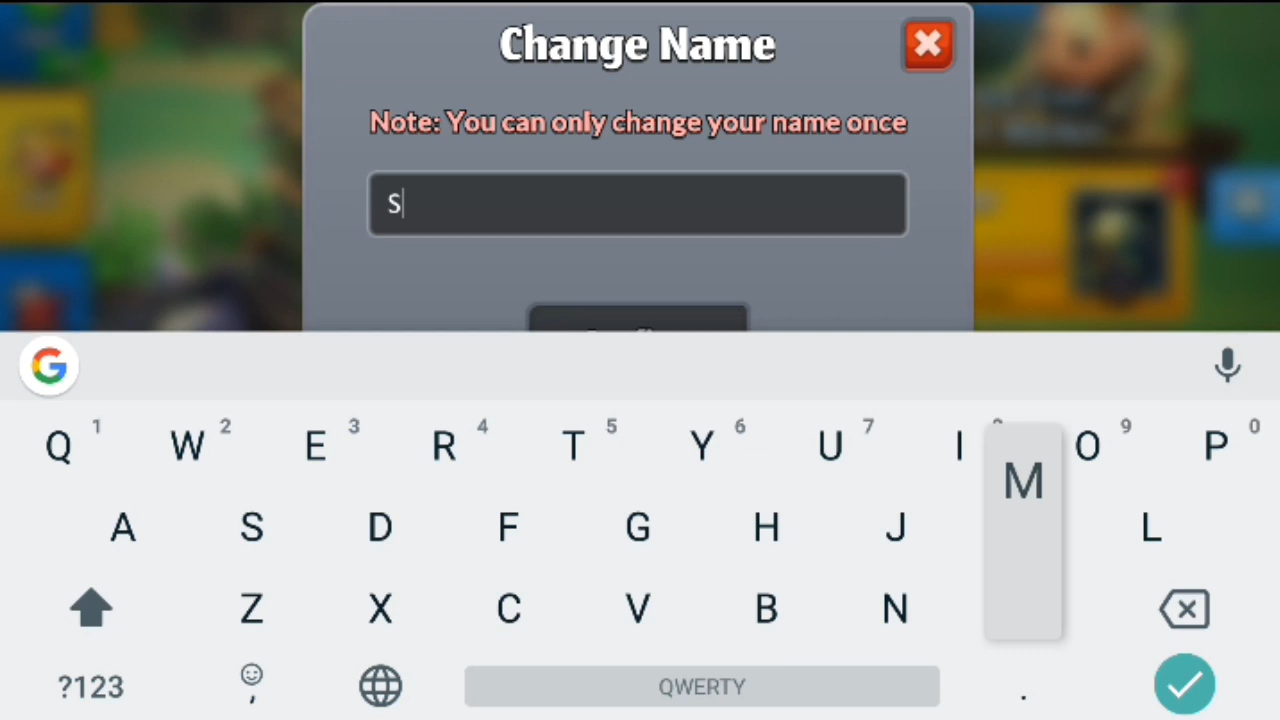 Change Name
Note: You can only change your name once
S
G
Q 1 W 2 E 3 R 4 T 5 Y 6 U 7 I O 9 P 0
M
A S D F G H J L
Z X C V B N
?123 , QWERTY .